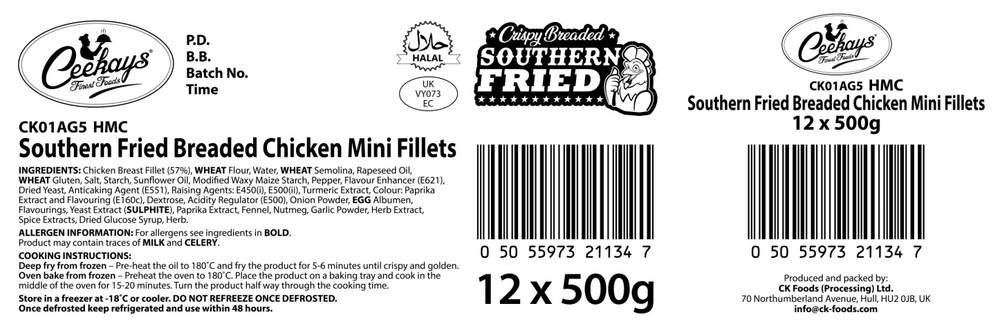 Ceekays®
Finest Foods
P.D.
B.B.
Batch No.
Time
حلال
HALAL
UK
VY073
EC
Crispy Breaded
SOUTHERN
FRIED
CK01AG5 HMC
Southern Fried Breaded Chicken Mini Fillets
INGREDIENTS: Chicken Breast Fillet (57%), WHEAT Flour, Water, WHEAT Semolina, Rapeseed Oil,
WHEAT Gluten, Salt, Starch, Sunflower Oil, Modified Waxy Maize Starch, Pepper, Flavour Enhancer (E621),
Dried Yeast, Anticaking Agent (E551), Raising Agents: E450(i), E500(ii), Turmeric Extract, Colour: Paprika
Extract and Flavouring (E160c), Dextrose, Acidity Regulator (E500), Onion Powder, EGG Albumen,
Flavourings, Yeast Extract (SULPHITE), Paprika Extract, Fennel, Nutmeg, Garlic Powder, Herb Extract,
Spice Extracts, Dried Glucose Syrup, Herb.
ALLERGEN INFORMATION: For allergens see ingredients in BOLD.
Product may contain traces of MILK and CELERY.
COOKING INSTRUCTIONS:
Deep fry from frozen – Pre-heat the oil to 180˚C and fry the product for 5-6 minutes until crispy and golden.
Oven bake from frozen – Preheat the oven to 180˚C. Place the product on a baking tray and cook in the
middle of the oven for 15-20 minutes. Turn the product half way through the cooking time.
Store in a freezer at -18˚C or cooler. DO NOT REFREEZE ONCE DEFROSTED.
Once defrosted keep refrigerated and use within 48 hours.
0 50 55973 21134 7
12 x 500g
Ceekays®
Finest Foods
CK01AG5 HMC
Southern Fried Breaded Chicken Mini Fillets
12 x 500g
0 50 55973 21134 7
Produced and packed by:
CK Foods (Processing) Ltd.
70 Northumberland Avenue, Hull, HU2 0JB, UK
info@ck-foods.com